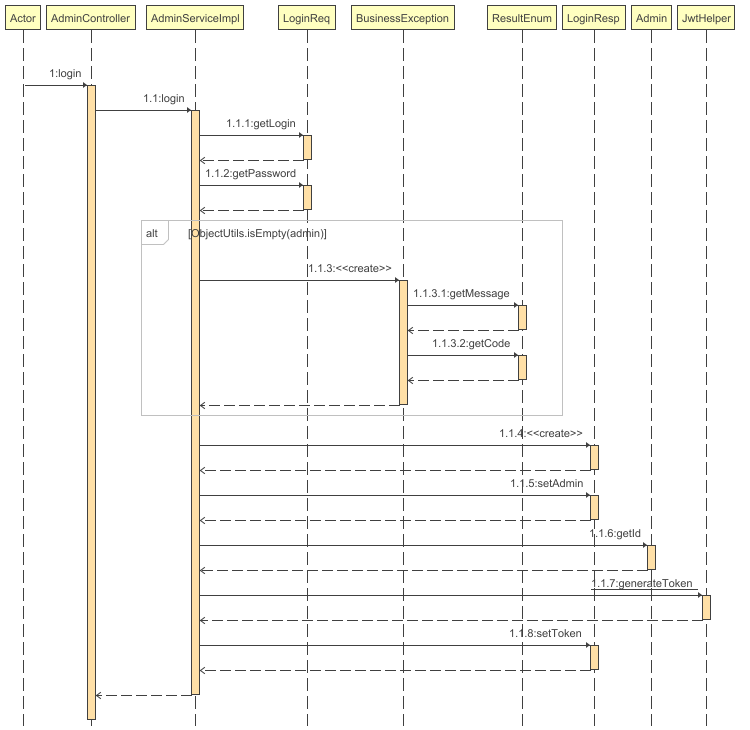 Actor AdminController AdminServiceImpl LoginReq BusinessException ResultEnum LoginResp Admin JwtHelper
1:login
1.1:login
1.1.1:getLogin
1.1.2:getPassword
alt [ObjectUtils.isEmpty(admin)]
1.1.3:<<create>>
1.1.3.1:getMessage
1.1.3.2:getCode
1.1.4:<<create>>
1.1.5:setAdmin
1.1.6:getId
1.1.7:generateToken
1.1.8:setToken